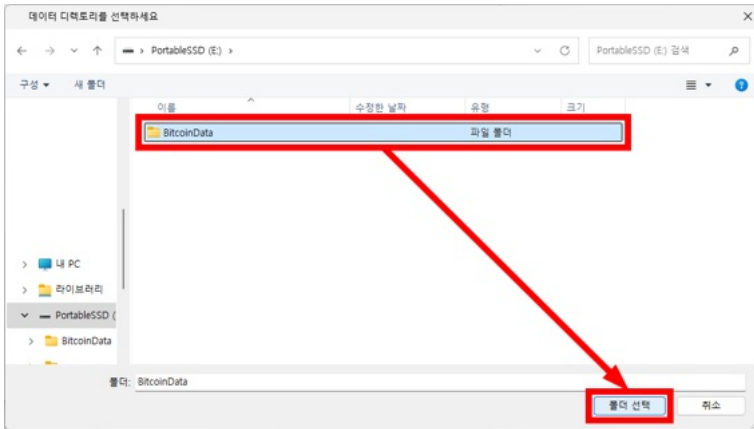 데이터 디렉토리를 선택하세요
PortableSSD (E:)
PortableSSD (E:) 검색
구성 새 폴더
이름 수정한 날짜 유형 크기
BitcoinData 파일 폴더
내 PC
라이브러리
PortableSSD (
BitcoinData
폴더: BitcoinData
폴더 선택 취소